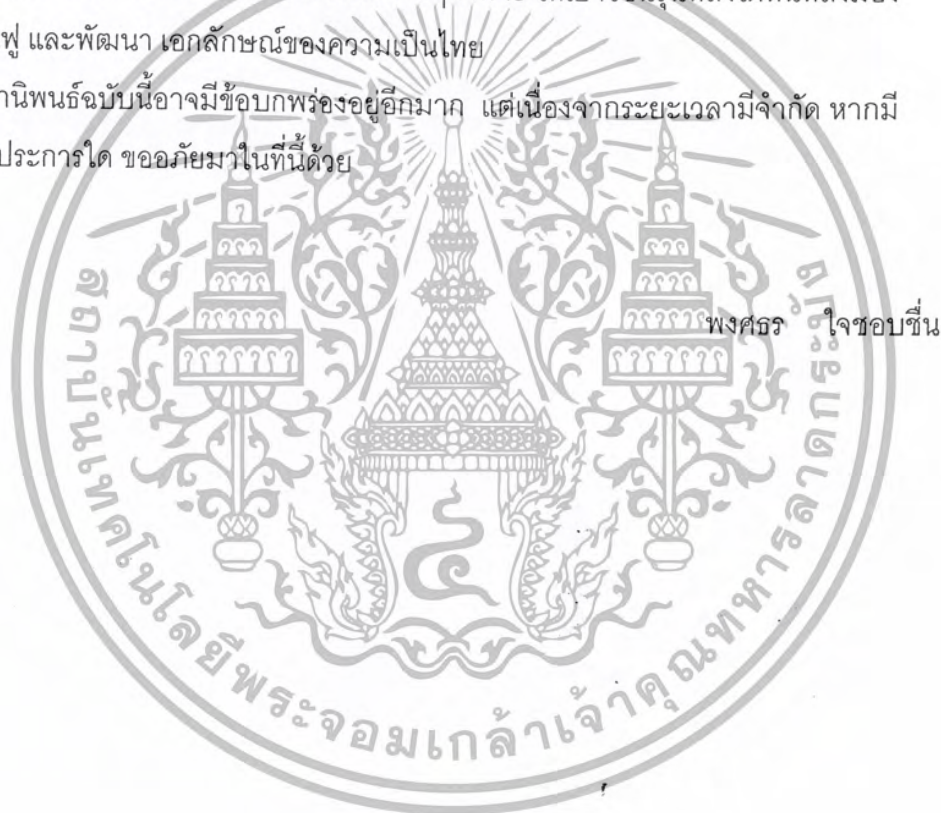 ฟู และพัฒนา เอกลักษณ์ของความเป็นไทย
านิพนธ์ฉบับนี้อาจมีข้อบกพร่องอยู่อีกมาก แต่เนื่องจากระยะเวลามีจำกัด หากมี
ประการใด ขออภัยมาในที่นี้ด้วย
พงศธร ใจชอบชื่น
สถาบันเทคโนโลยีพระจอมเกล้าเจ้าคุณทหารลาดกระบัง
๔